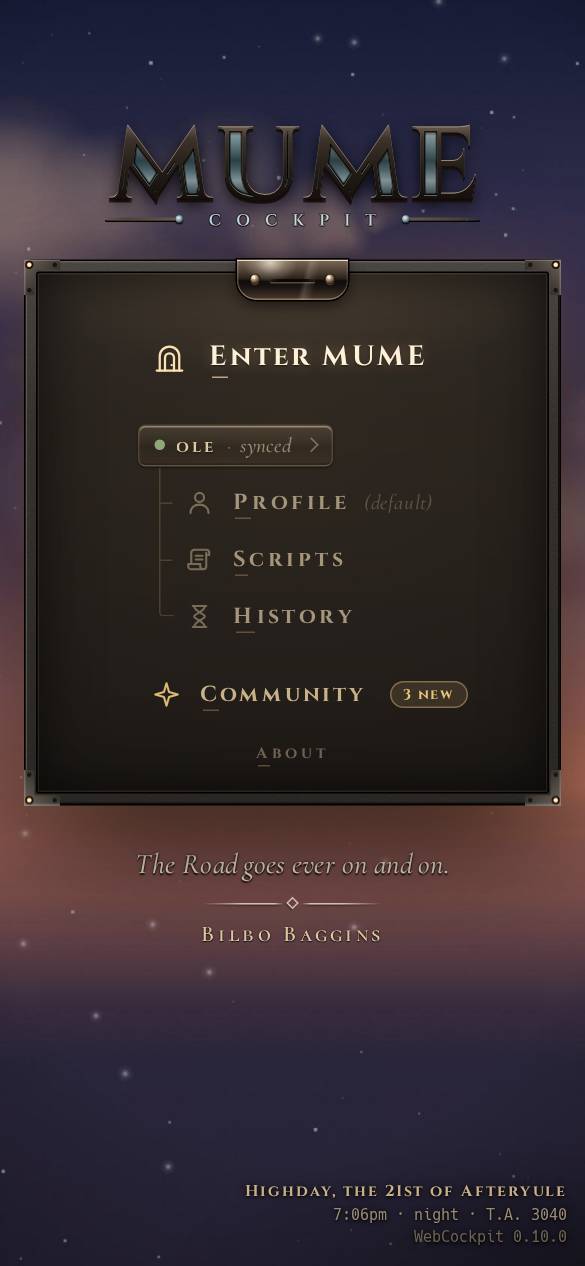 MUME
COCKPIT
Enter MUME
OLE · synced
Profile (default)
Scripts
History
Community 3 NEW
About
The Road goes ever on and on.
Bilbo Baggins
Highday, the 21st of Afteryule
7:06pm · night · T.A. 3040
WebCockpit 0.10.0